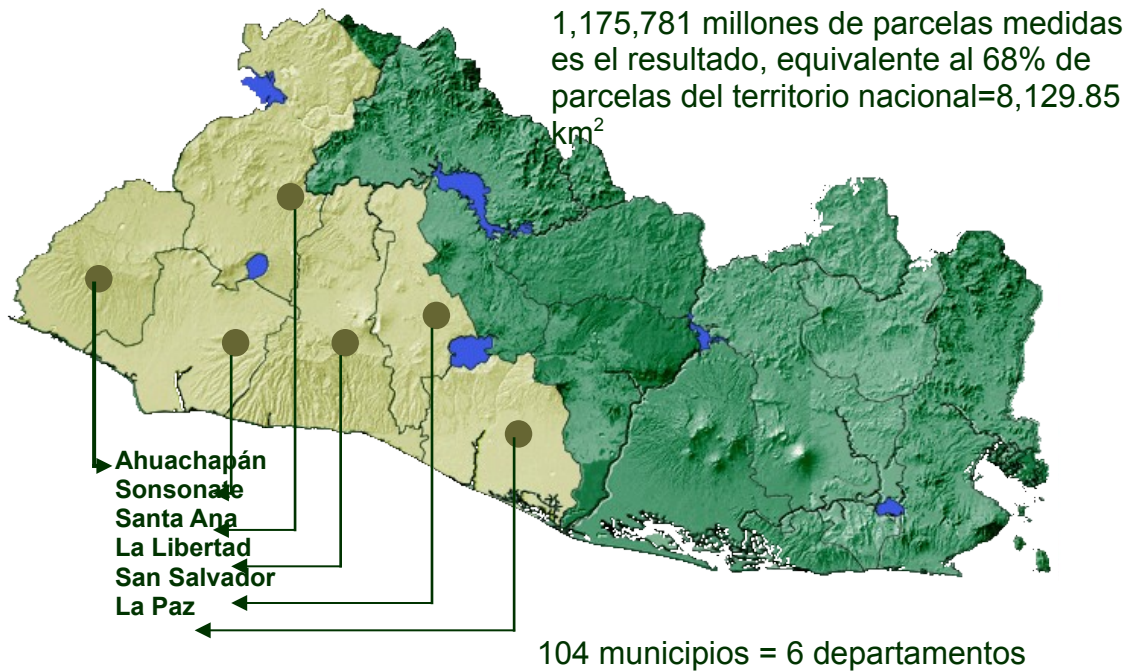 1,175,781 millones de parcelas medidas
es el resultado, equivalente al 68% de
parcelas del territorio nacional=8,129.85
km²
Ahuachapán
Sonsonate
Santa Ana
La Libertad
San Salvador
La Paz
104 municipios = 6 departamentos